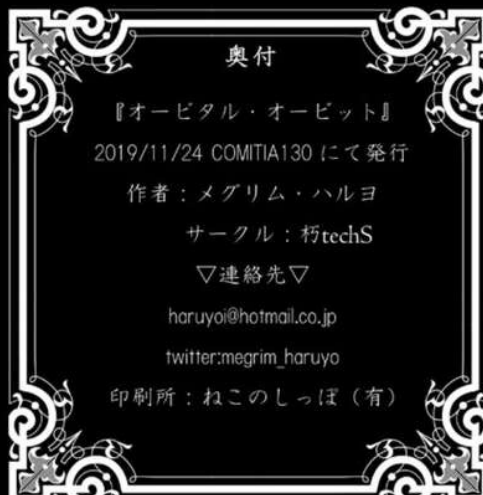 奥付
『オービタル・オービット』
2019/11/24 COMITIA130 にて発行
作者：メグリム・ハルヨ
サークル：朽techS
▽連絡先▽
haruyoi@hotmail.co.jp
twitter:megrim_haruyo
印刷所：ねこのしっぽ（有）